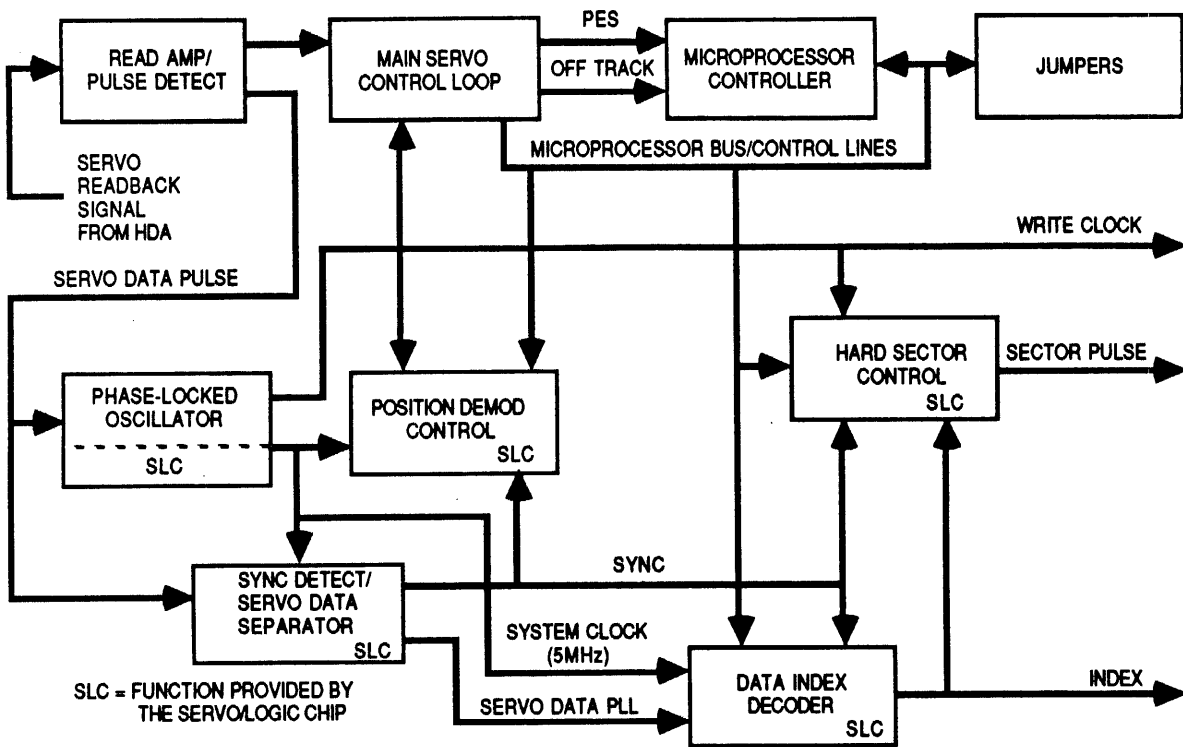 PES
READ AMP/
PULSE DETECT
MAIN SERVO
CONTROL LOOP
OFF TRACK
MICROPROCESSOR
CONTROLLER
JUMPERS
MICROPROCESSOR BUS/CONTROL LINES
SERVO
READBACK
SIGNAL
FROM HDA
WRITE CLOCK
SERVO DATA PULSE
HARD SECTOR
CONTROL
SLC
SECTOR PULSE
PHASE-LOCKED
OSCILLATOR
SLC
POSITION DEMOD
CONTROL
SLC
SYNC
SYNC DETECT/
SERVO DATA
SEPARATOR
SLC
SYSTEM CLOCK
(5MHz)
SERVO DATA PLL
DATA INDEX
DECODER
SLC
INDEX
SLC = FUNCTION PROVIDED BY
THE SERVO/LOGIC CHIP